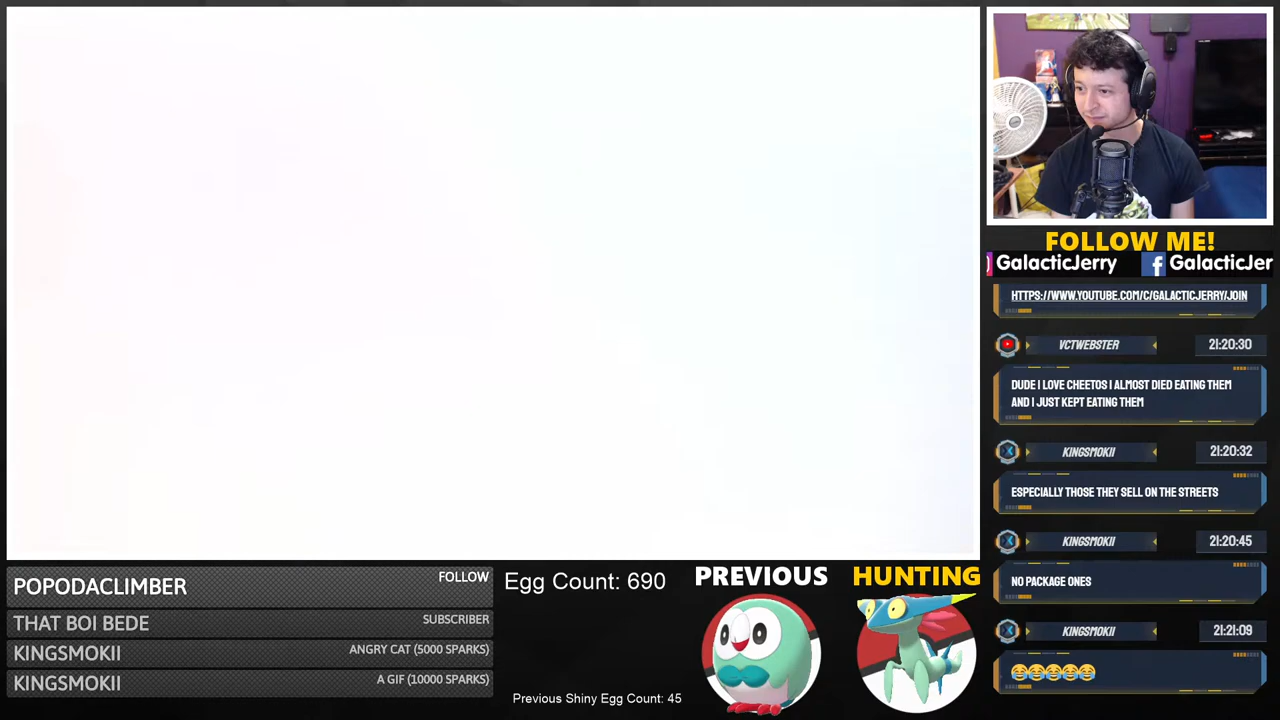 FOLLOW ME!
GalacticJerry
GalacticJer
HTTPS://WWW.YOUTUBE.COM/C/GALACTICJERRY/JOIN
VCTWEBSTER 21:20:30
DUDE I LOVE CHEETOS I ALMOST DIED EATING THEM
AND I JUST KEPT EATING THEM
KINGSMOKII 21:20:32
ESPECIALLY THOSE THEY SELL ON THE STREETS
KINGSMOKII 21:20:45
NO PACKAGE ONES
KINGSMOKII 21:21:09
POPODACLIMBER FOLLOW
THAT BOI BEDE SUBSCRIBER
KINGSMOKII ANGRY CAT (5000 SPARKS)
KINGSMOKII A GIF (10000 SPARKS)
Egg Count: 690
Previous Shiny Egg Count: 45
PREVIOUS
HUNTING